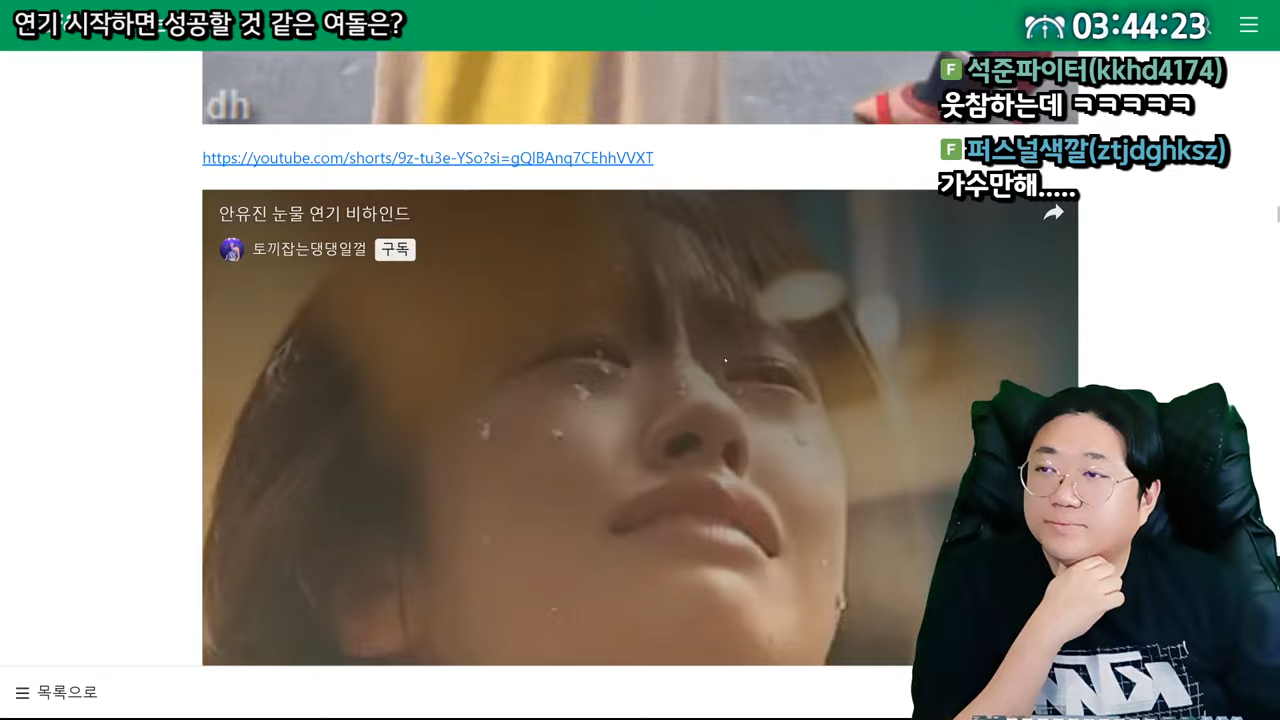 연기 시작하면 성공할 것 같은 여돌은?
03:44:23
dh
F 석준파이터(kkhd4174)
웃참하는데 ㅋㅋㅋㅋㅋ
https://youtube.com/shorts/9z-tu3e-YSo?si=gQlBAnq7CEhhVVXT
F 퍼스널색깔(ztjdghksz)
가수만해.....
안유진 눈물 연기 비하인드
토끼잡는댕댕일껄 구독
목록으로